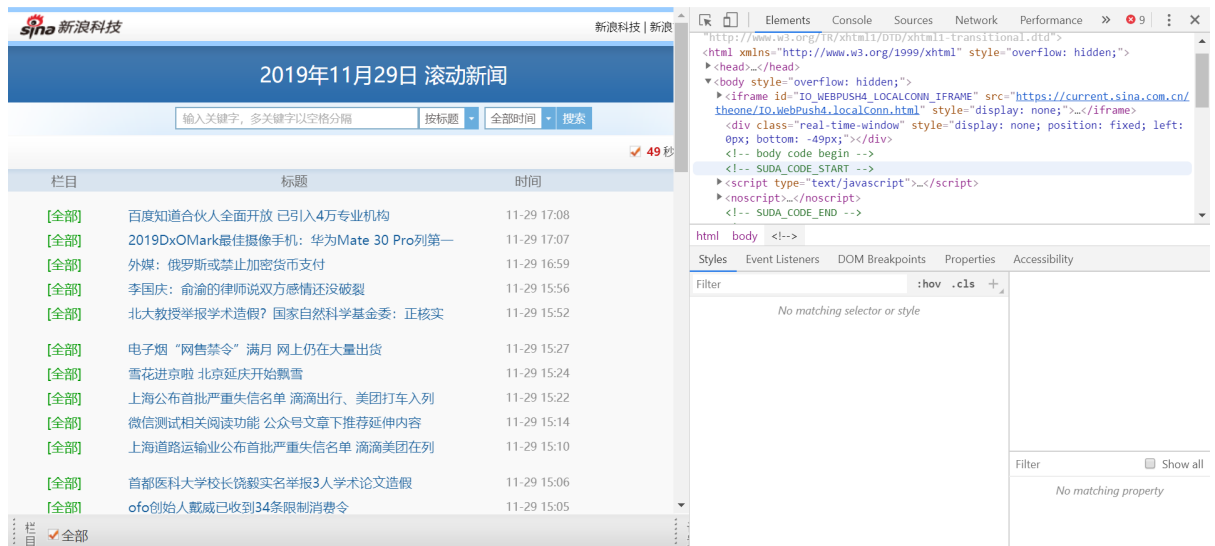 sina 新浪科技
新浪科技 | 新浪
2019年11月29日 滚动新闻
输入关键字，多关键字以空格分隔 按标题 全部时间 搜索
49 秒
栏目 标题 时间
[全部] 百度知道合伙人全面开放 已引入4万专业机构 11-29 17:08
[全部] 2019DxOMark最佳摄像手机：华为Mate 30 Pro列第一 11-29 17:07
[全部] 外媒：俄罗斯或禁止加密货币支付 11-29 16:59
[全部] 李国庆：俞渝的律师说双方感情还没破裂 11-29 15:56
[全部] 北大教授举报学术造假？国家自然科学基金委：正核实 11-29 15:52
[全部] 电子烟“网售禁令”满月 网上仍在大量出货 11-29 15:27
[全部] 雪花进京啦 北京延庆开始飘雪 11-29 15:24
[全部] 上海公布首批严重失信名单 滴滴出行、美团打车入列 11-29 15:22
[全部] 微信测试相关阅读功能 公众号文章下推荐延伸内容 11-29 15:14
[全部] 上海道路运输业公布首批严重失信名单 滴滴美团在列 11-29 15:10
[全部] 首都医科大学校长饶毅实名举报3人学术论文造假 11-29 15:06
[全部] ofo创始人戴威已收到34条限制消费令 11-29 15:05
栏目 全部
Elements Console Sources Network Performance » 9
"http://www.w3.org/TR/xhtml1/DTD/xhtml1-transitional.dtd">
<html xmlns="http://www.w3.org/1999/xhtml" style="overflow: hidden;">
<head>…</head>
<body style="overflow: hidden;">
<iframe id="IO_WEBPUSH4_LOCALCONN_IFRAME" src="https://current.sina.com.cn/
theone/IO.WebPush4.localConn.html" style="display: none;">…</iframe>
<div class="real-time-window" style="display: none; position: fixed; left:
0px; bottom: -49px;"></div>
<!-- body code begin -->
<!-- SUDA_CODE_START -->
<script type="text/javascript">…</script>
<noscript>…</noscript>
<!-- SUDA_CODE_END -->
html body <!-->
Styles Event Listeners DOM Breakpoints Properties Accessibility
Filter :hov .cls +
No matching selector or style
Filter Show all
No matching property